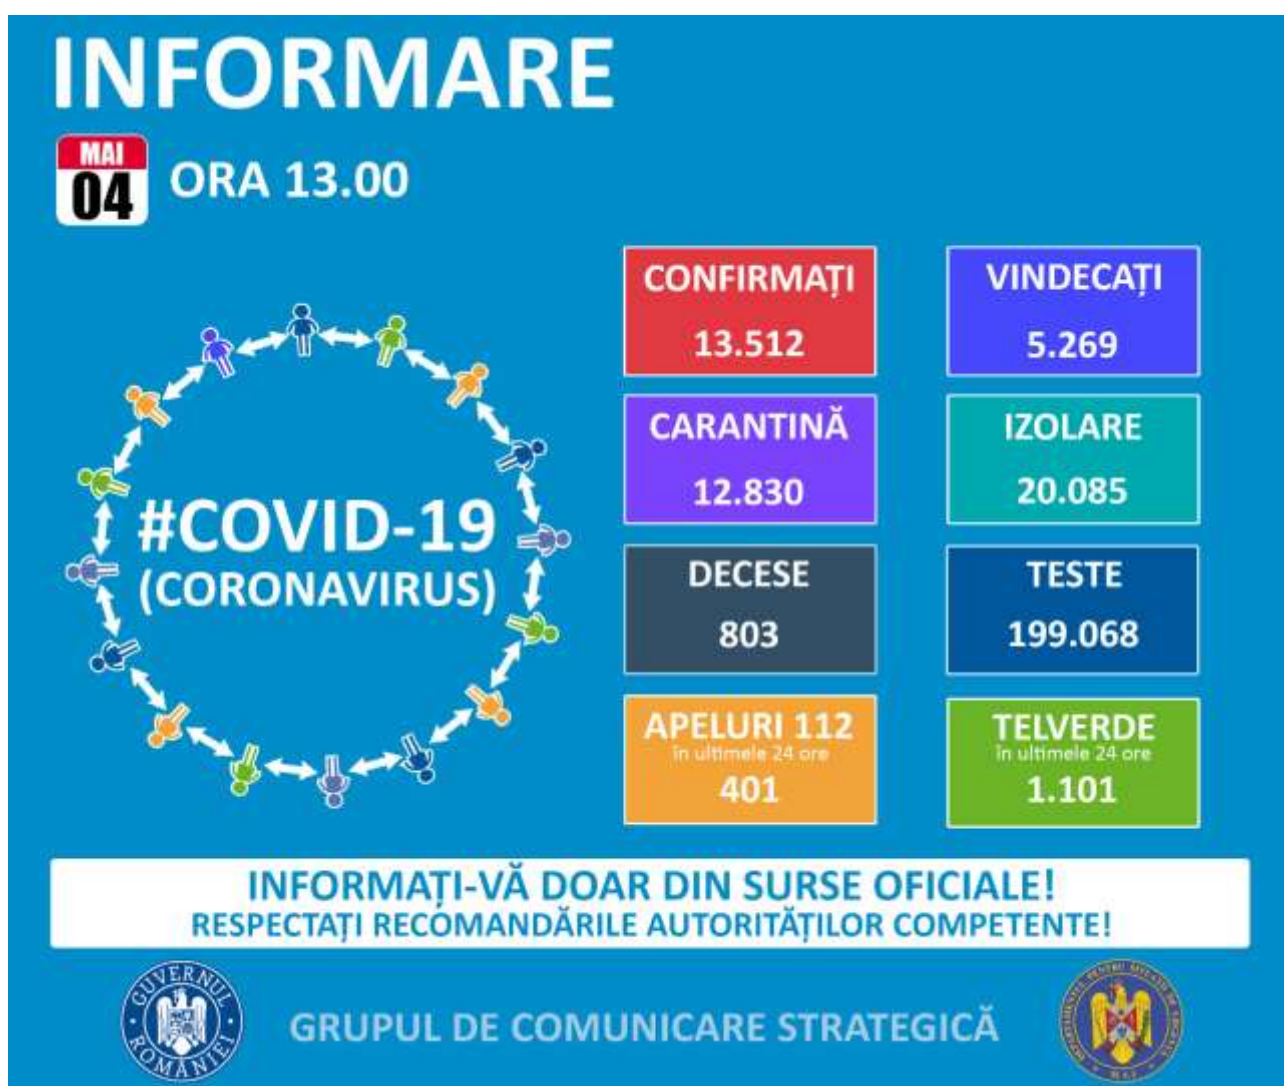 INFORMARE
MAI
04
ORA 13.00
CONFIRMAȚI
13.512
VINDECAȚI
5.269
CARANTINĂ
12.830
IZOLARE
20.085
#COVID-19
(CORONAVIRUS)
DECESE
803
TESTE
199.068
APELURI 112
în ultimele 24 ore
401
TELVERDE
în ultimele 24 ore
1.101
INFORMAȚI-VĂ DOAR DIN SURSE OFICIALE!
RESPECTAȚI RECOMANDĂRILE AUTORITĂȚILOR COMPETENTE!
GUVERNUL
ROMÂNIEI
GRUPUL DE COMUNICARE STRATEGICĂ